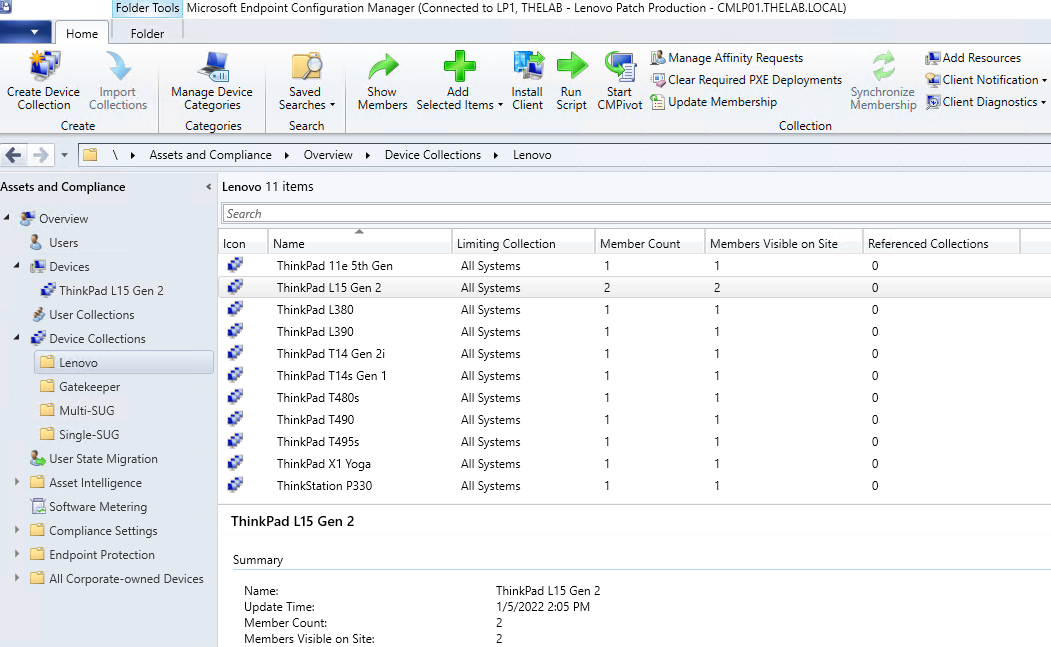 Folder Tools Microsoft Endpoint Configuration Manager (Connected to LP1, THELAB - Lenovo Patch Production - CMLP01.THELAB.LOCAL)
Home Folder
Create Device Collection
Import Collections
Create
Manage Device Categories
Categories
Saved Searches
Search
Show Members
Add Selected Items
Install Client
Run Script
Start CMPivot
Manage Affinity Requests
Clear Required PXE Deployments
Update Membership
Synchronize Membership
Add Resources
Client Notification
Client Diagnostics
Collection
\ Assets and Compliance Overview Device Collections Lenovo
Assets and Compliance
Overview
Users
Devices
ThinkPad L15 Gen 2
User Collections
Device Collections
Lenovo
Gatekeeper
Multi-SUG
Single-SUG
User State Migration
Asset Intelligence
Software Metering
Compliance Settings
Endpoint Protection
All Corporate-owned Devices
Lenovo 11 items
Search
Icon Name Limiting Collection Member Count Members Visible on Site Referenced Collections
ThinkPad 11e 5th Gen All Systems 1 1 0
ThinkPad L15 Gen 2 All Systems 2 2 0
ThinkPad L380 All Systems 1 1 0
ThinkPad L390 All Systems 1 1 0
ThinkPad T14 Gen 2i All Systems 1 1 0
ThinkPad T14s Gen 1 All Systems 1 1 0
ThinkPad T480s All Systems 1 1 0
ThinkPad T490 All Systems 1 1 0
ThinkPad T495s All Systems 1 1 0
ThinkPad X1 Yoga All Systems 1 1 0
ThinkStation P330 All Systems 1 1 0
ThinkPad L15 Gen 2
Summary
Name: ThinkPad L15 Gen 2
Update Time: 1/5/2022 2:05 PM
Member Count: 2
Members Visible on Site: 2